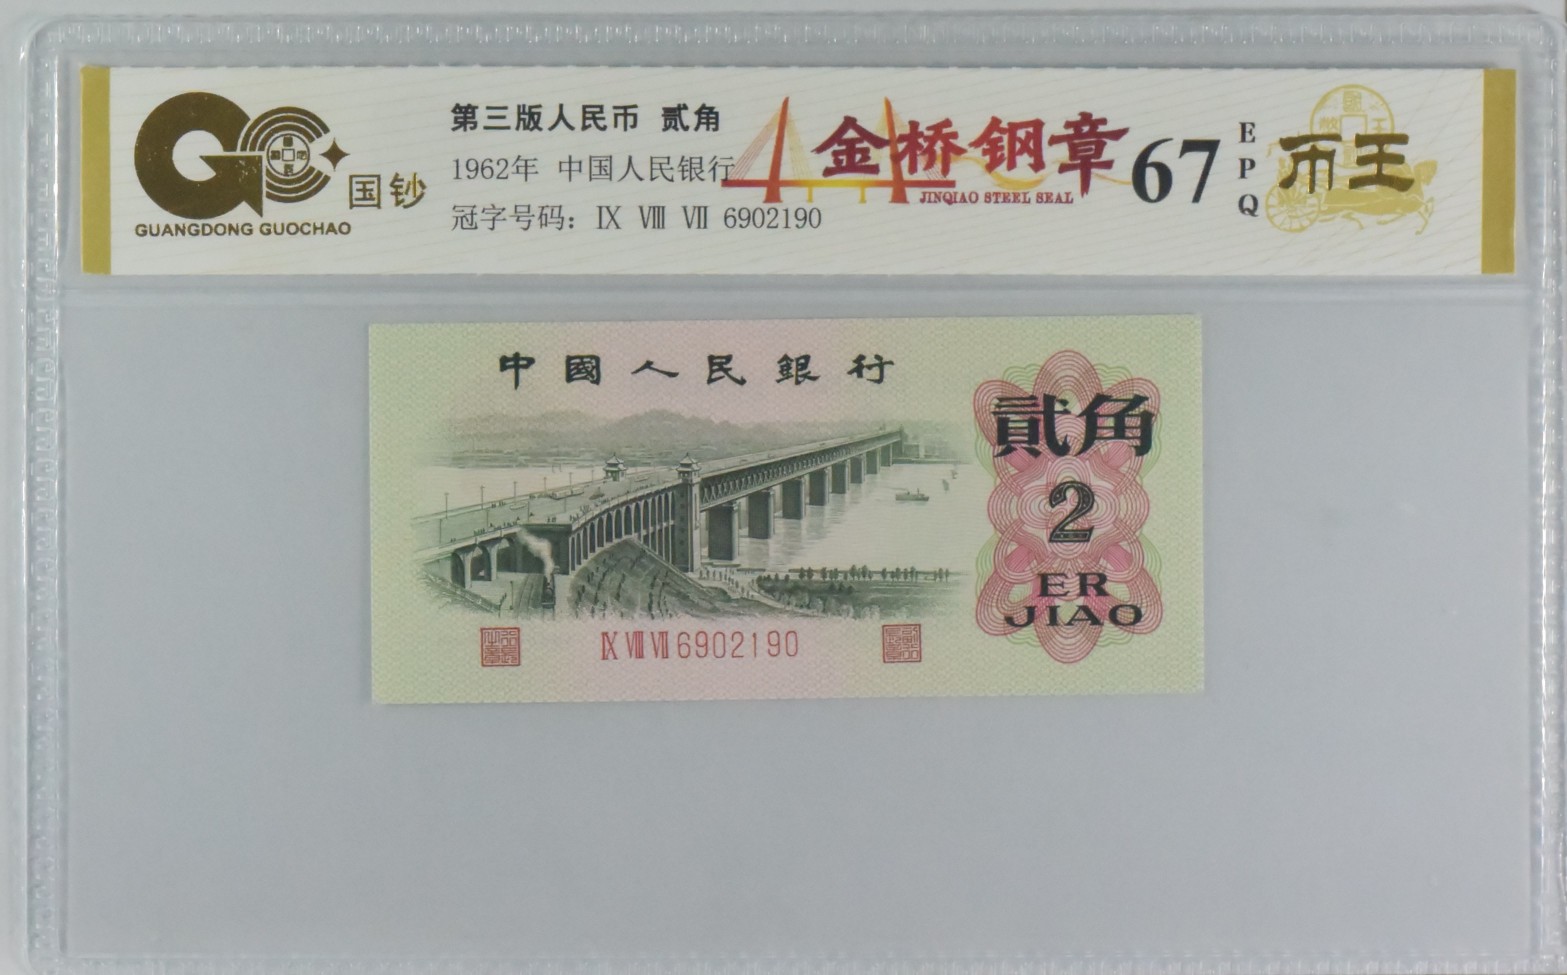 国钞
GUANGDONG GUOCHAO
第三版人民币 贰角
1962年 中国人民银行
冠字号码：Ⅸ Ⅷ Ⅶ 6902190
金桥钢章
JINQIAO STEEL SEAL
67
EPQ
币王
中國人民銀行
貳角
2
ER
JIAO
Ⅸ Ⅷ Ⅶ 6902190